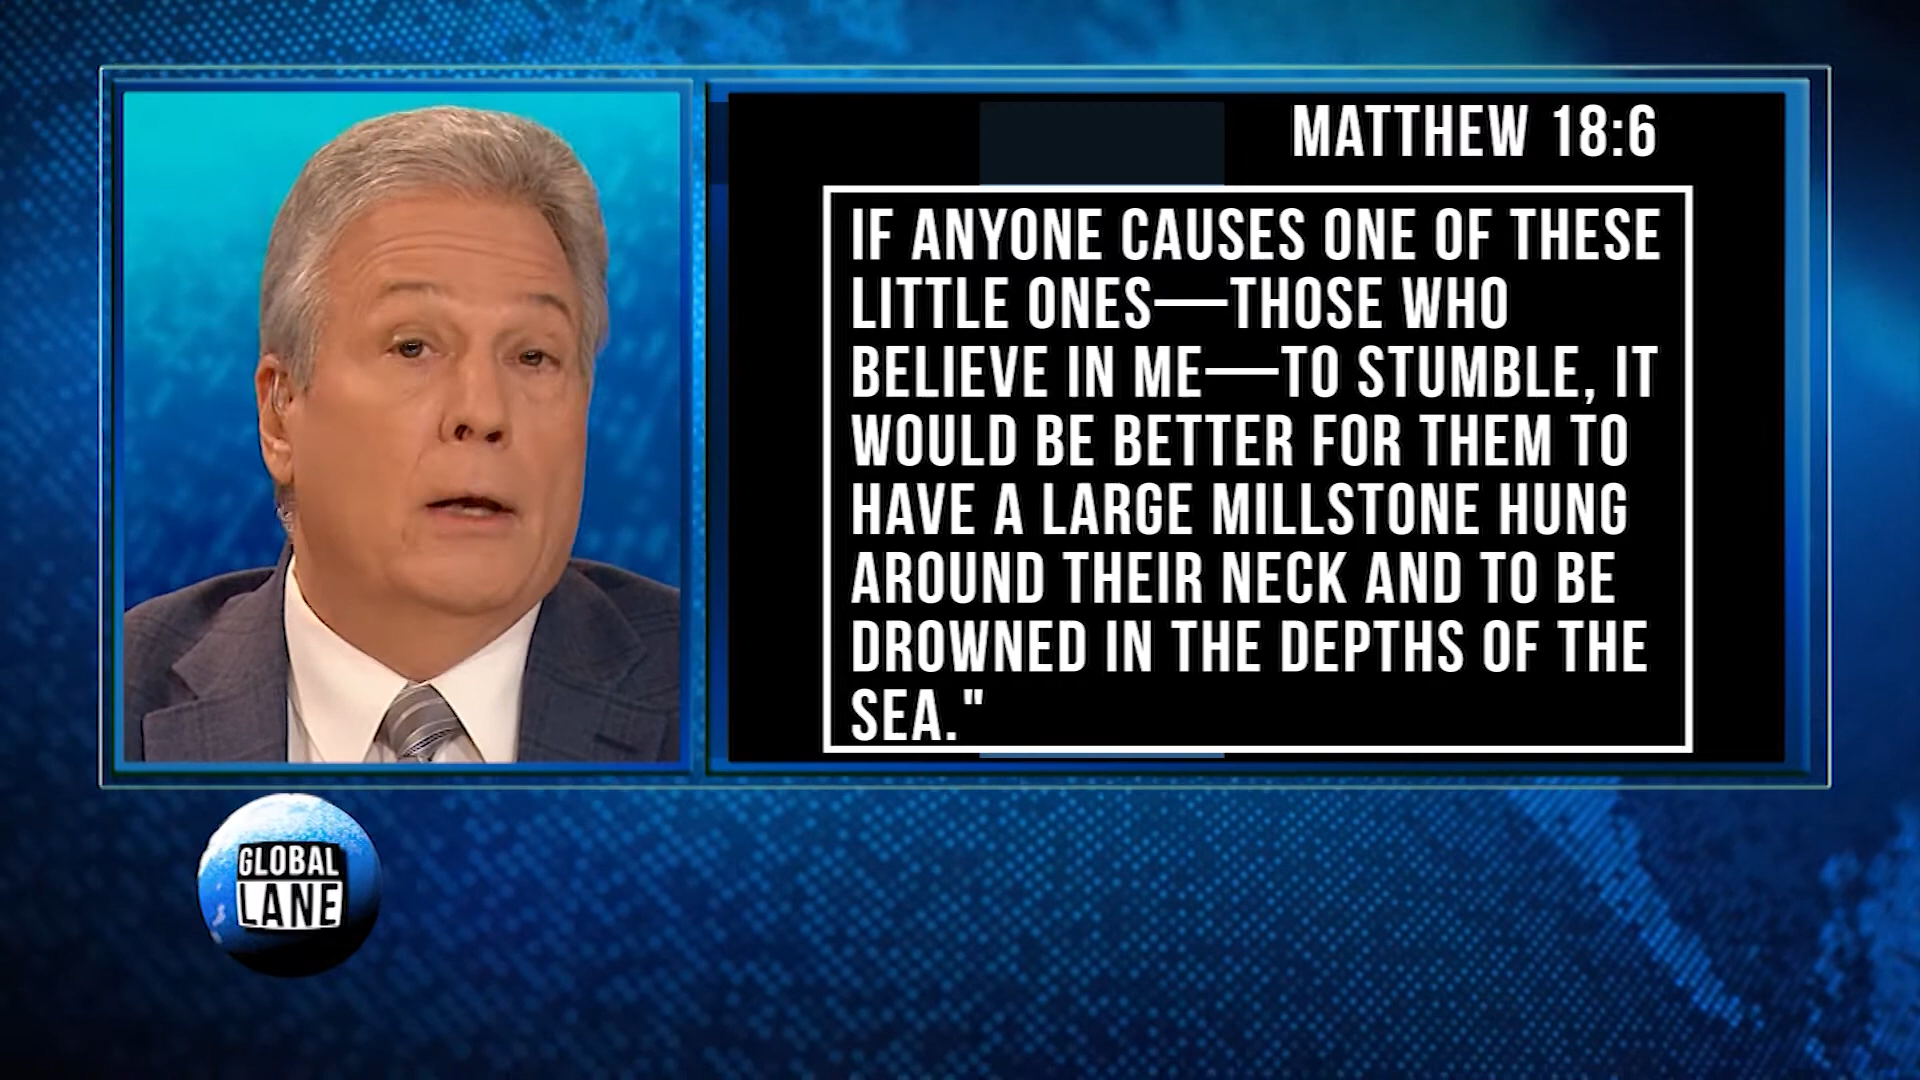 MATTHEW 18:6
IF ANYONE CAUSES ONE OF THESE
LITTLE ONES—THOSE WHO
BELIEVE IN ME—TO STUMBLE, IT
WOULD BE BETTER FOR THEM TO
HAVE A LARGE MILLSTONE HUNG
AROUND THEIR NECK AND TO BE
DROWNED IN THE DEPTHS OF THE
SEA."
GLOBAL
LANE